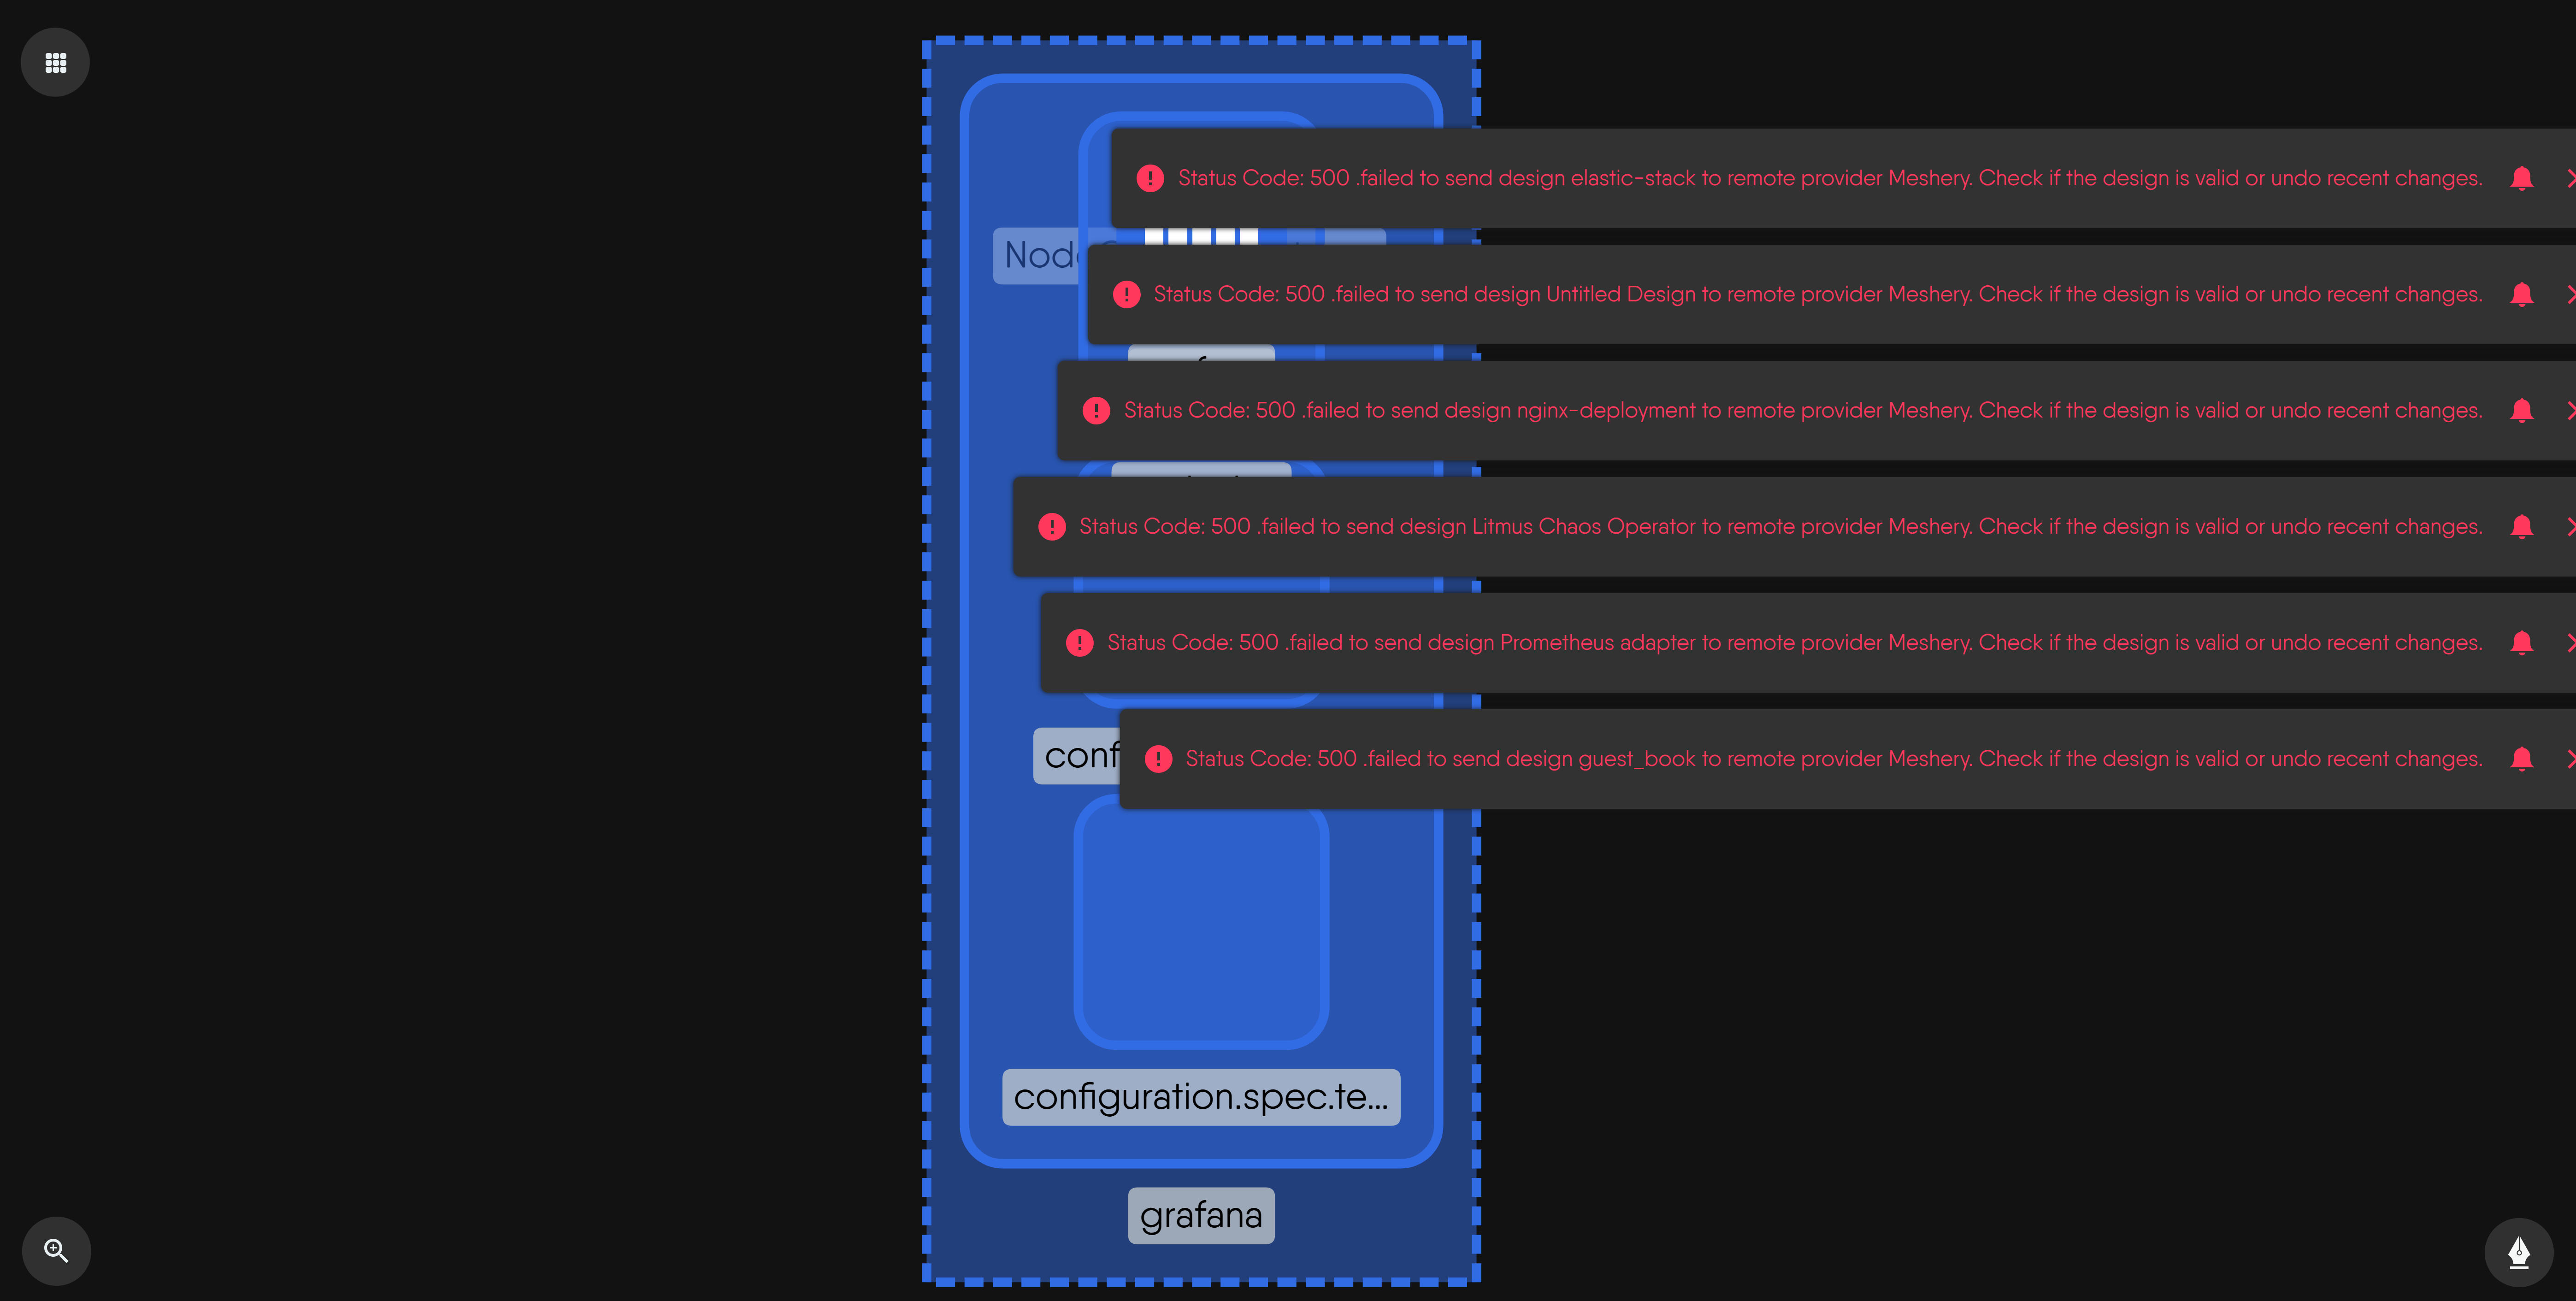 Status Code: 500 .failed to send design elastic-stack to remote provider Meshery. Check if the design is valid or undo recent changes.
Status Code: 500 .failed to send design Untitled Design to remote provider Meshery. Check if the design is valid or undo recent changes.
Status Code: 500 .failed to send design nginx-deployment to remote provider Meshery. Check if the design is valid or undo recent changes.
Status Code: 500 .failed to send design Litmus Chaos Operator to remote provider Meshery. Check if the design is valid or undo recent changes.
Status Code: 500 .failed to send design Prometheus adapter to remote provider Meshery. Check if the design is valid or undo recent changes.
Status Code: 500 .failed to send design guest_book to remote provider Meshery. Check if the design is valid or undo recent changes.
configuration.spec.te...
grafana